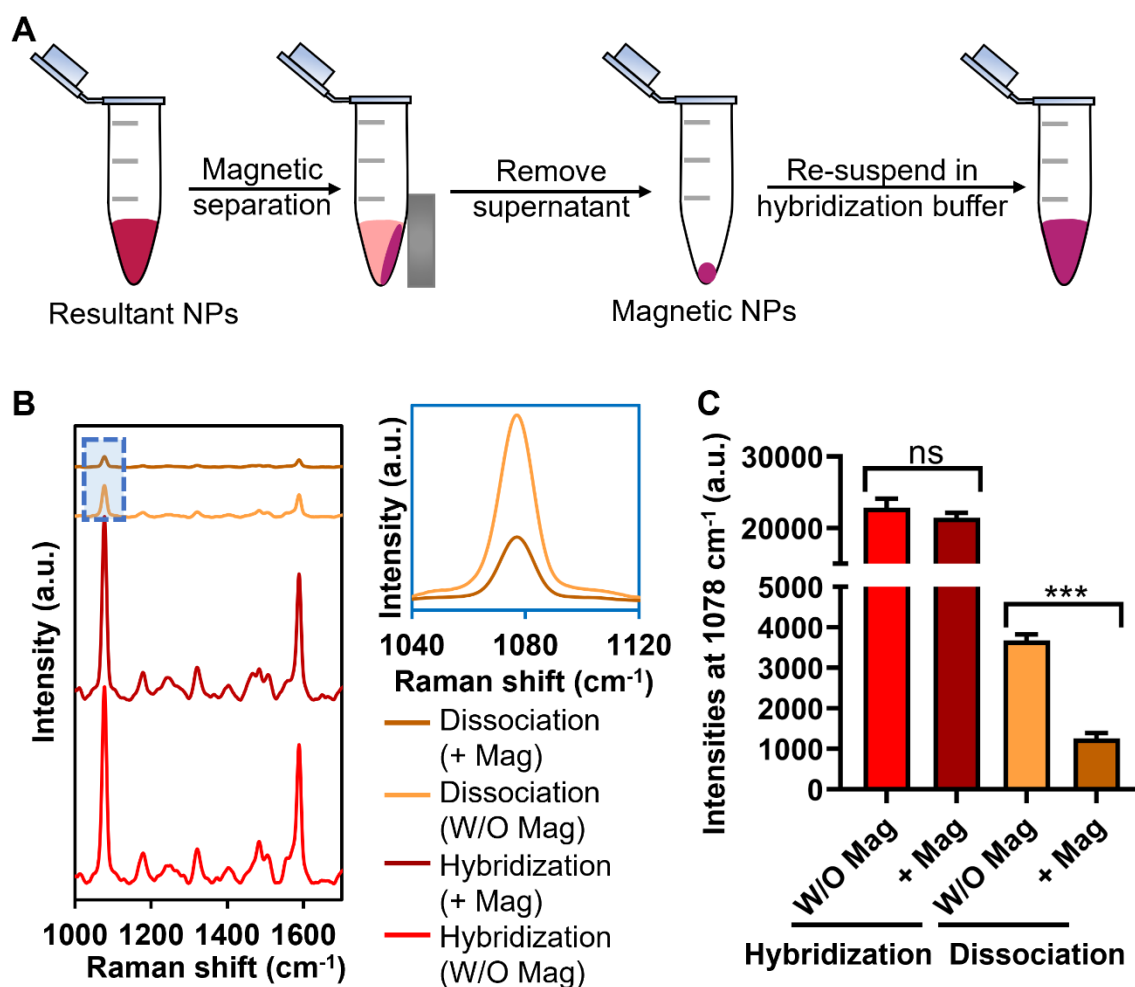 A
Magnetic
separation
Remove
supernatant
Re-suspend in
hybridization buffer
Resultant NPs
Magnetic NPs
B
Intensity (a.u.)
1000 1200 1400 1600
Raman shift (cm⁻¹)
Intensity (a.u.)
1040 1080 1120
Raman shift (cm⁻¹)
Dissociation
(+ Mag)
Dissociation
(W/O Mag)
Hybridization
(+ Mag)
Hybridization
(W/O Mag)
C
Intensities at 1078 cm⁻¹ (a.u.)
30000
20000
5000
4000
3000
2000
1000
0
ns
***
W/O Mag
+ Mag
W/O Mag
+ Mag
Hybridization Dissociation